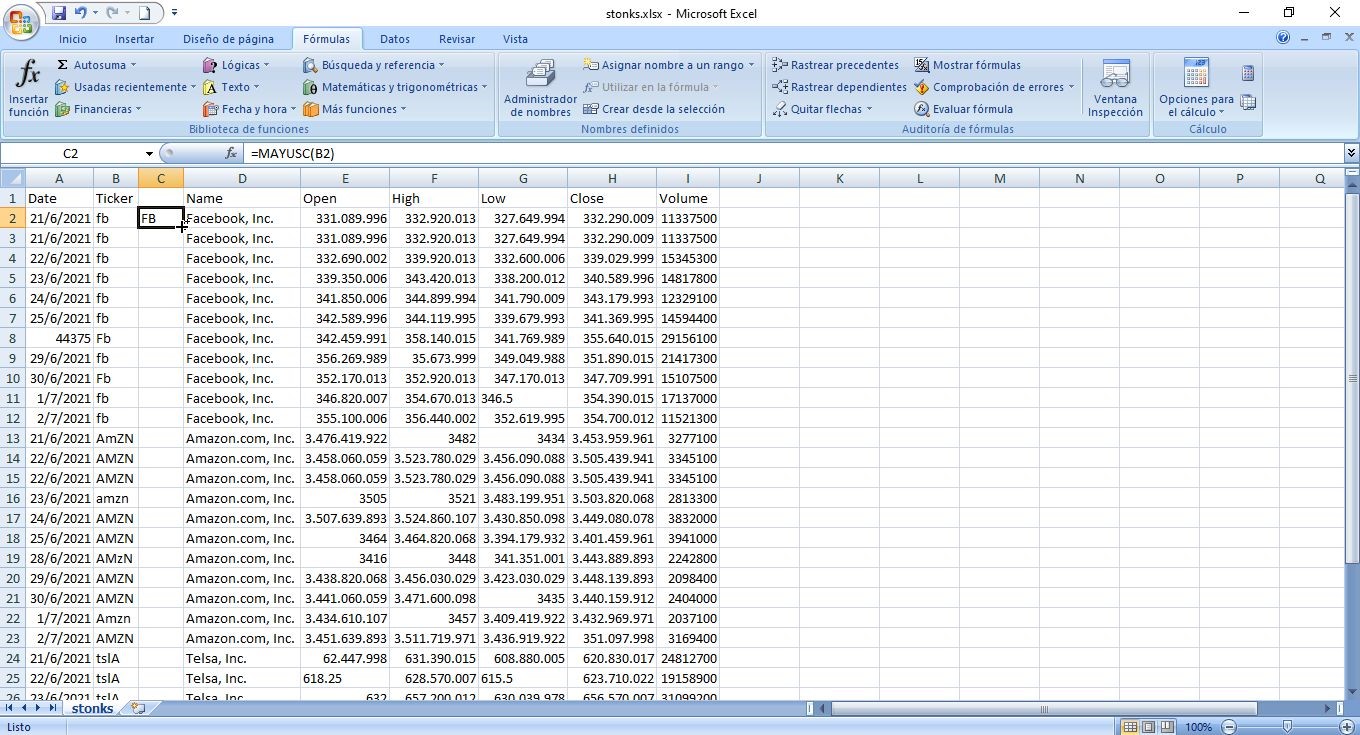 stonks.xlsx - Microsoft Excel
Inicio Insertar Diseño de página Fórmulas Datos Revisar Vista
Insertar función
Σ Autosuma
Usadas recientemente
Financieras
Lógicas
Texto
Fecha y hora
Búsqueda y referencia
Matemáticas y trigonométricas
Más funciones
Biblioteca de funciones
Administrador de nombres
Asignar nombre a un rango
Utilizar en la fórmula
Crear desde la selección
Nombres definidos
Rastrear precedentes
Rastrear dependientes
Quitar flechas
Mostrar fórmulas
Comprobación de errores
Evaluar fórmula
Ventana Inspección
Auditoría de fórmulas
Opciones para el cálculo
Cálculo
C2 fx =MAYUSC(B2)
A B C D E F G H I J K L M N O P Q
1 Date Ticker Name Open High Low Close Volume
2 21/6/2021 fb FB Facebook, Inc. 331.089.996 332.920.013 327.649.994 332.290.009 11337500
3 21/6/2021 fb Facebook, Inc. 331.089.996 332.920.013 327.649.994 332.290.009 11337500
4 22/6/2021 fb Facebook, Inc. 332.690.002 339.920.013 332.600.006 339.029.999 15345300
5 23/6/2021 fb Facebook, Inc. 339.350.006 343.420.013 338.200.012 340.589.996 14817800
6 24/6/2021 fb Facebook, Inc. 341.850.006 344.899.994 341.790.009 343.179.993 12329100
7 25/6/2021 fb Facebook, Inc. 342.589.996 344.119.995 339.679.993 341.369.995 14594400
8 44375 Fb Facebook, Inc. 342.459.991 358.140.015 341.769.989 355.640.015 29156100
9 29/6/2021 fb Facebook, Inc. 356.269.989 35.673.999 349.049.988 351.890.015 21417300
10 30/6/2021 Fb Facebook, Inc. 352.170.013 352.920.013 347.170.013 347.709.991 15107500
11 1/7/2021 fb Facebook, Inc. 346.820.007 354.670.013 346.5 354.390.015 17137000
12 2/7/2021 fb Facebook, Inc. 355.100.006 356.440.002 352.619.995 354.700.012 11521300
13 21/6/2021 AmZN Amazon.com, Inc. 3.476.419.922 3482 3434 3.453.959.961 3277100
14 22/6/2021 AMZN Amazon.com, Inc. 3.458.060.059 3.523.780.029 3.456.090.088 3.505.439.941 3345100
15 22/6/2021 AMZN Amazon.com, Inc. 3.458.060.059 3.523.780.029 3.456.090.088 3.505.439.941 3345100
16 23/6/2021 amzn Amazon.com, Inc. 3505 3521 3.483.199.951 3.503.820.068 2813300
17 24/6/2021 AMZN Amazon.com, Inc. 3.507.639.893 3.524.860.107 3.430.850.098 3.449.080.078 3832000
18 25/6/2021 AMZN Amazon.com, Inc. 3464 3.464.820.068 3.394.179.932 3.401.459.961 3941000
19 28/6/2021 AMzN Amazon.com, Inc. 3416 3448 341.351.001 3.443.889.893 2242800
20 29/6/2021 AMZN Amazon.com, Inc. 3.438.820.068 3.456.030.029 3.423.030.029 3.448.139.893 2098400
21 30/6/2021 AMZN Amazon.com, Inc. 3.441.060.059 3.471.600.098 3435 3.440.159.912 2404000
22 1/7/2021 Amzn Amazon.com, Inc. 3.434.610.107 3457 3.409.419.922 3.432.969.971 2037100
23 2/7/2021 AMZN Amazon.com, Inc. 3.451.639.893 3.511.719.971 3.436.919.922 351.097.998 3169400
24 21/6/2021 tslA Telsa, Inc. 62.447.998 631.390.015 608.880.005 620.830.017 24812700
25 22/6/2021 tslA Telsa, Inc. 618.25 628.570.007 615.5 623.710.022 19158900
26 23/6/2021 tslA Telsa, Inc. 632 657.200.012 630.039.978 656.570.007 31099200
stonks
Listo 100%